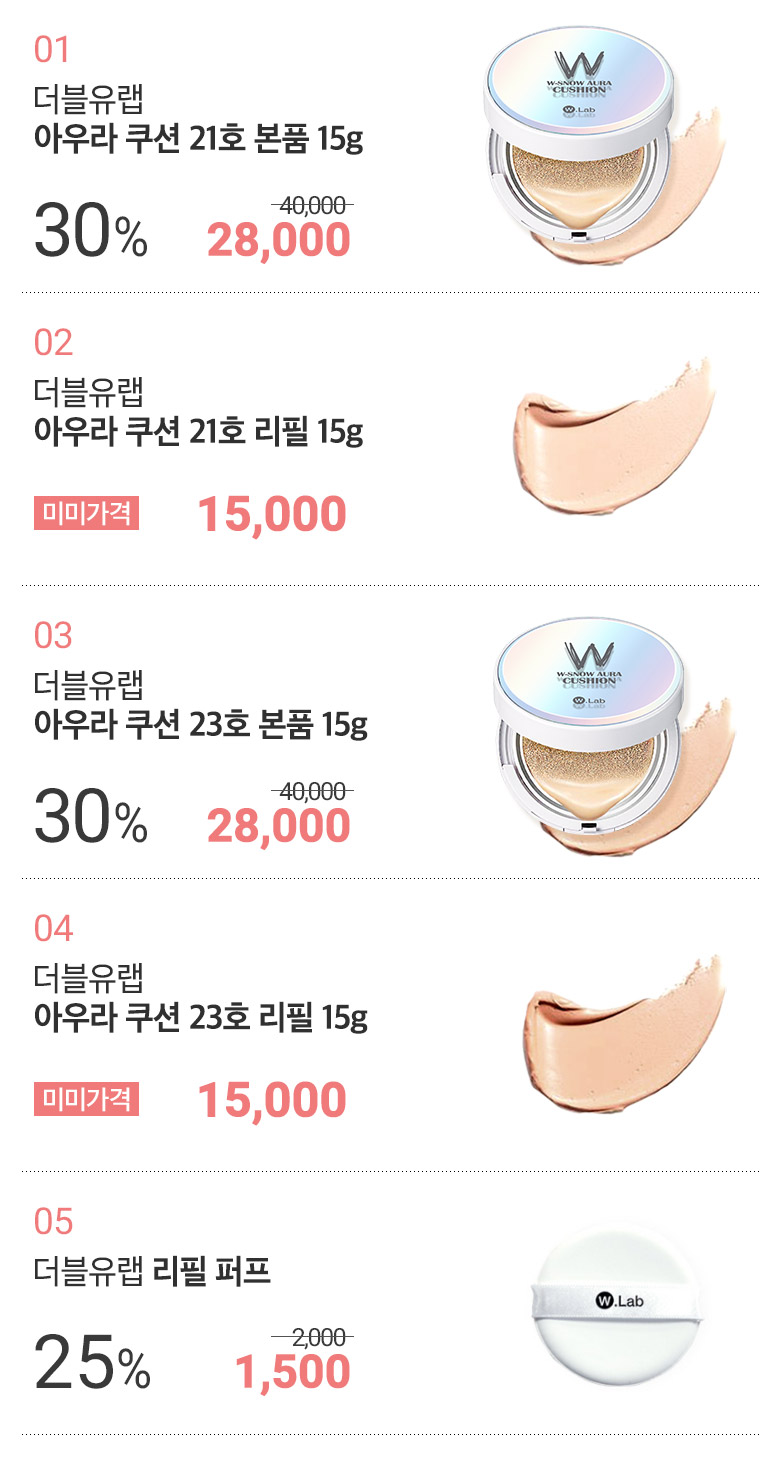 01
더블유랩
아우라 쿠션 21호 본품 15g
30%
40,000
28,000
W
W-SNOW AURA
CUSHION
W.Lab
02
더블유랩
아우라 쿠션 21호 리필 15g
미미가격
15,000
03
더블유랩
아우라 쿠션 23호 본품 15g
30%
40,000
28,000
W
W-SNOW AURA
CUSHION
W.Lab
04
더블유랩
아우라 쿠션 23호 리필 15g
미미가격
15,000
05
더블유랩 리필 퍼프
25%
2,000
1,500
W.Lab